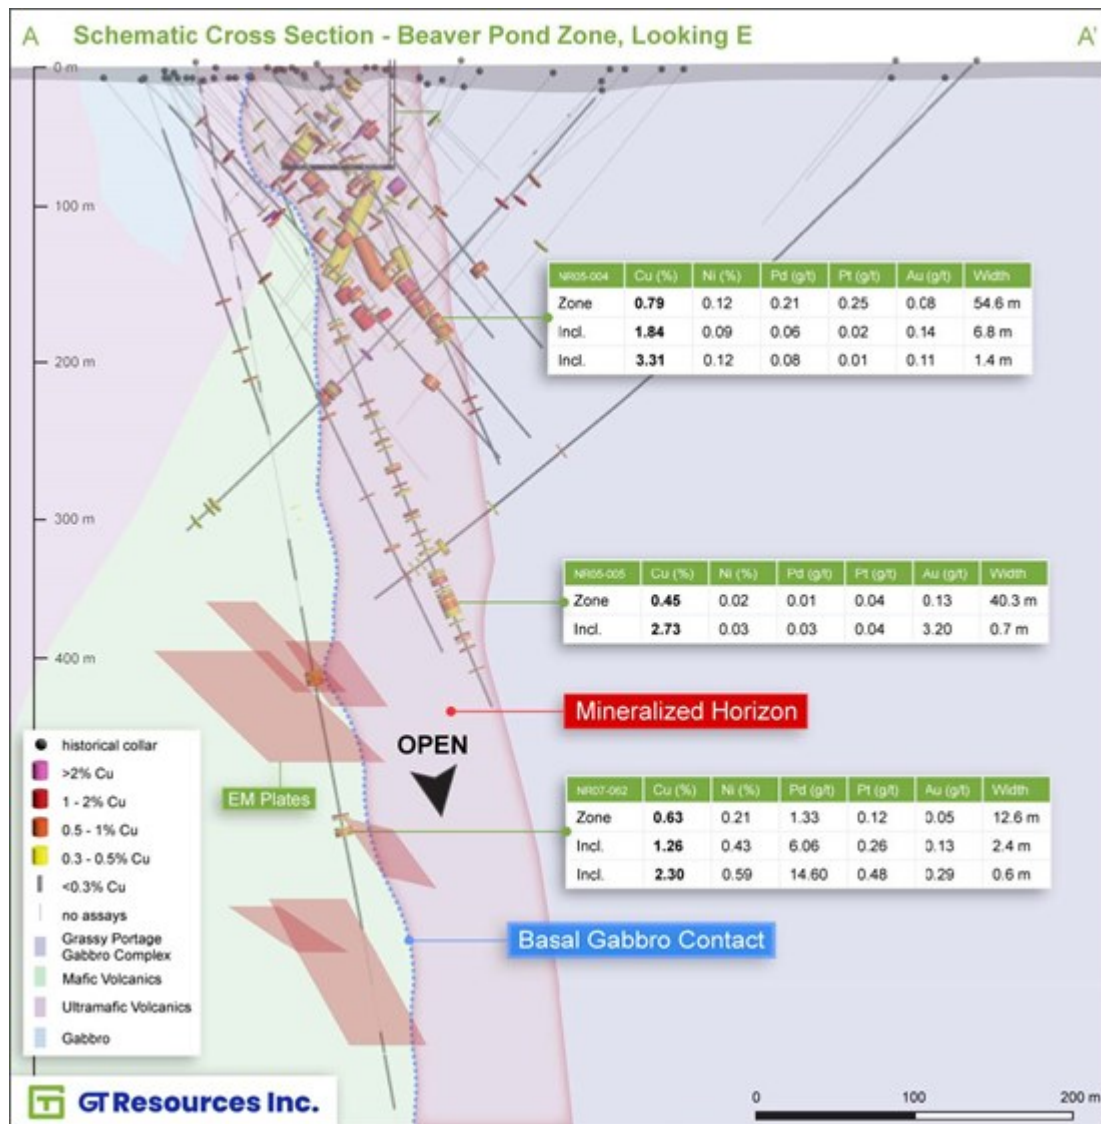 A Schematic Cross Section - Beaver Pond Zone, Looking E A'
0 m
100 m
200 m
300 m
400 m
NR05-004 Cu (%) Ni (%) Pd (g/t) Pt (g/t) Au (g/t) Width
Zone 0.79 0.12 0.21 0.25 0.08 54.6 m
Incl. 1.84 0.09 0.06 0.02 0.14 6.8 m
Incl. 3.31 0.12 0.08 0.01 0.11 1.4 m
NR05-005 Cu (%) Ni (%) Pd (g/t) Pt (g/t) Au (g/t) Width
Zone 0.45 0.02 0.01 0.04 0.13 40.3 m
Incl. 2.73 0.03 0.03 0.04 3.20 0.7 m
Mineralized Horizon
OPEN
EM Plates
NR07-062 Cu (%) Ni (%) Pd (g/t) Pt (g/t) Au (g/t) Width
Zone 0.63 0.21 1.33 0.12 0.05 12.6 m
Incl. 1.26 0.43 6.06 0.26 0.13 2.4 m
Incl. 2.30 0.59 14.60 0.48 0.29 0.6 m
Basal Gabbro Contact
historical collar
>2% Cu
1 - 2% Cu
0.5 - 1% Cu
0.3 - 0.5% Cu
<0.3% Cu
no assays
Grassy Portage
Gabbro Complex
Mafic Volcanics
Ultramafic Volcanics
Gabbro
GT Resources Inc.
0 100 200 m